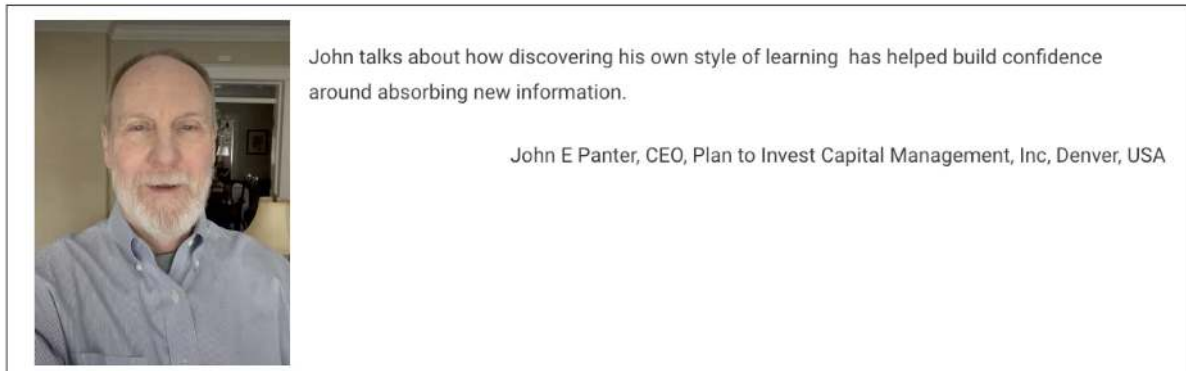 John talks about how discovering his own style of learning  has helped build confidence
around absorbing new information.
John E Panter, CEO, Plan to Invest Capital Management, Inc, Denver, USA